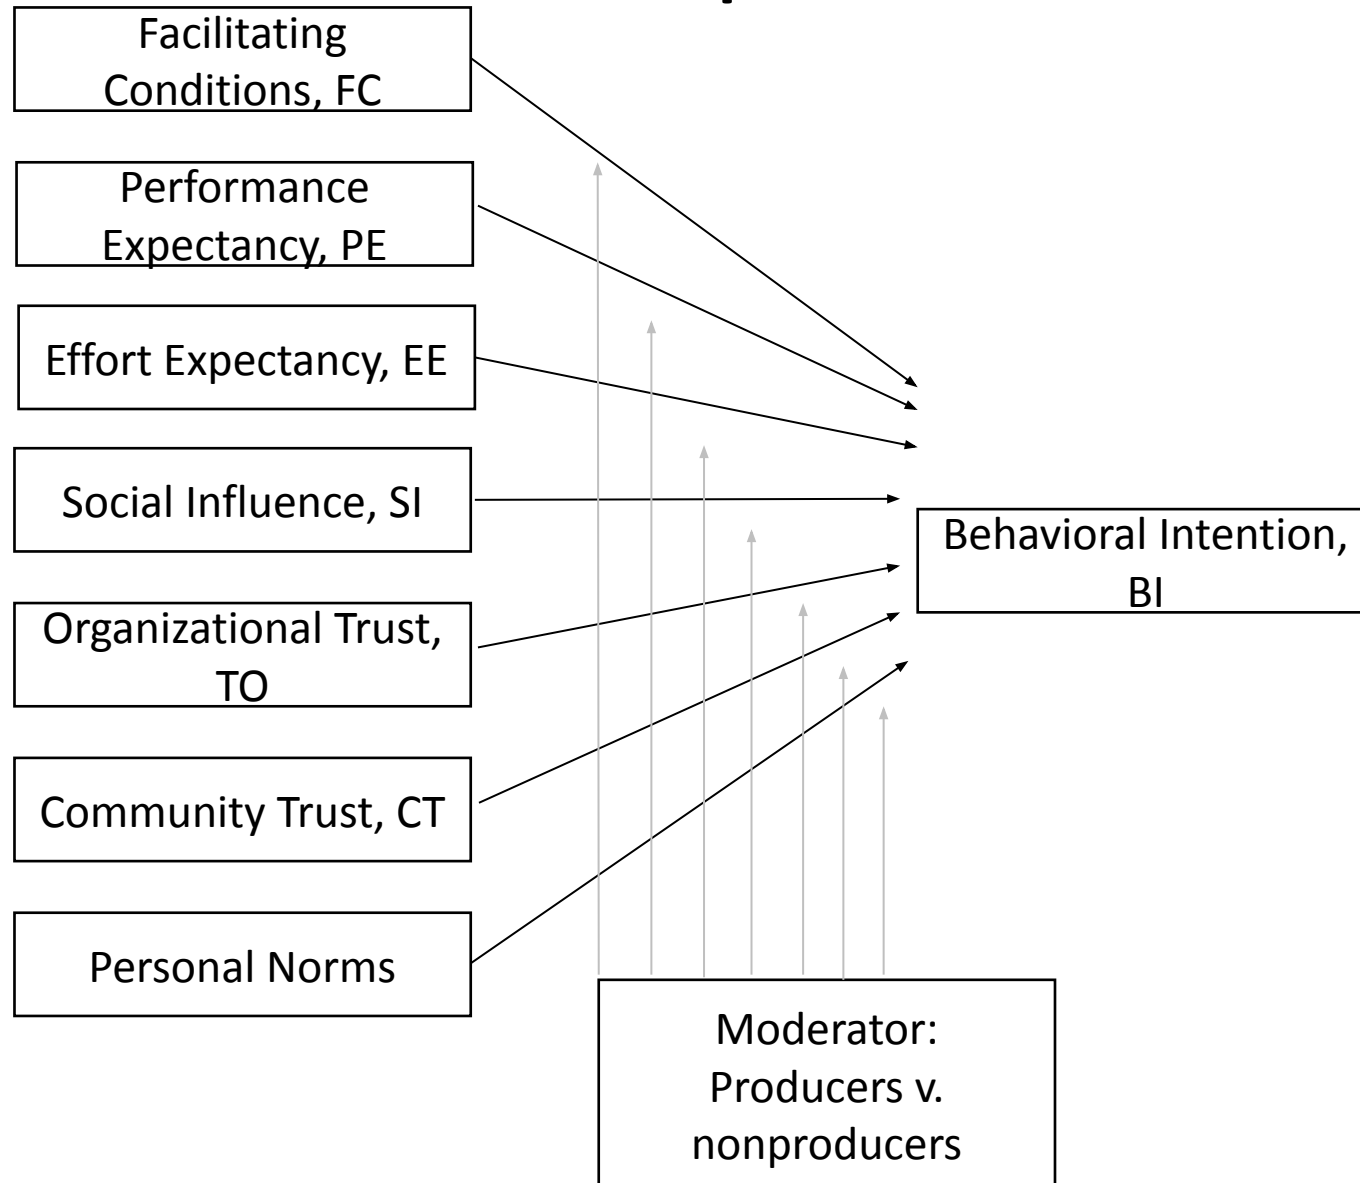 Facilitating
Conditions, FC
Performance
Expectancy, PE
Effort Expectancy, EE
Social Influence, SI
Organizational Trust,
TO
Community Trust, CT
Personal Norms
Behavioral Intention,
BI
Moderator:
Producers v.
nonproducers